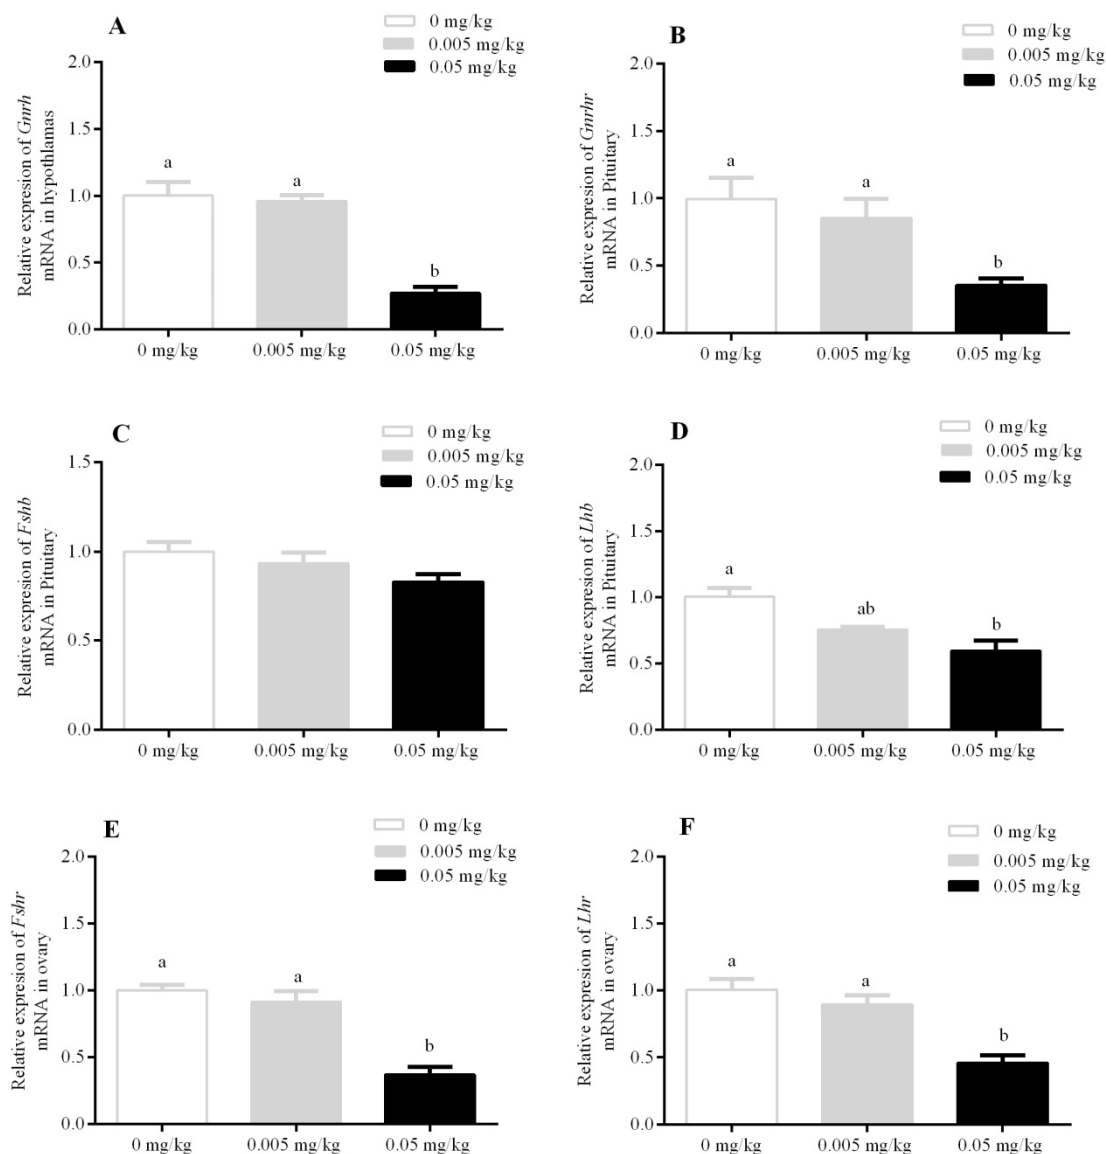 A
0 mg/kg
0.005 mg/kg
0.05 mg/kg
Relative expresion of Gnrh
mRNA in hypothlamas
2.0
1.5
1.0
0.5
0.0
a
a
b
0 mg/kg
0.005 mg/kg
0.05 mg/kg
B
0 mg/kg
0.005 mg/kg
0.05 mg/kg
Relative expresion of Gnrhr
mRNA in Pituitary
2.0
1.5
1.0
0.5
0.0
a
a
b
0 mg/kg
0.005 mg/kg
0.05 mg/kg
C
0 mg/kg
0.005 mg/kg
0.05 mg/kg
Relative expresion of Fshb
mRNA in Pituitary
1.5
1.0
0.5
0.0
0 mg/kg
0.005 mg/kg
0.05 mg/kg
D
0 mg/kg
0.005 mg/kg
0.05 mg/kg
Relative expresion of Lhb
mRNA in Pituitary
2.0
1.5
1.0
0.5
0.0
a
ab
b
0 mg/kg
0.005 mg/kg
0.05 mg/kg
E
0 mg/kg
0.005 mg/kg
0.05 mg/kg
Relative expresion of Fshr
mRNA in ovary
2.0
1.5
1.0
0.5
0.0
a
a
b
0 mg/kg
0.005 mg/kg
0.05 mg/kg
F
0 mg/kg
0.005 mg/kg
0.05 mg/kg
Relative expresion of Lhr
mRNA in ovary
2.0
1.5
1.0
0.5
0.0
a
a
b
0 mg/kg
0.005 mg/kg
0.05 mg/kg